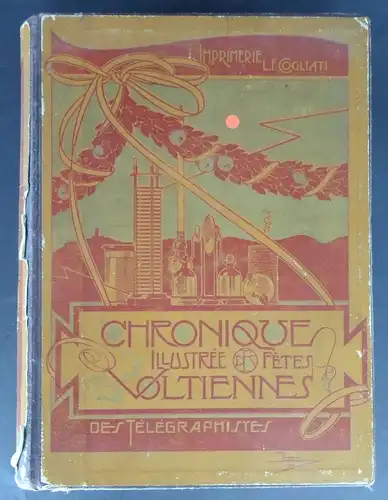 IMPRIMERIE L.F. COGLIATI
CHRONIQUE
ILLUSTRÉE FÊTES
VOLTIENNES
DES TÉLÉGRAPHISTES